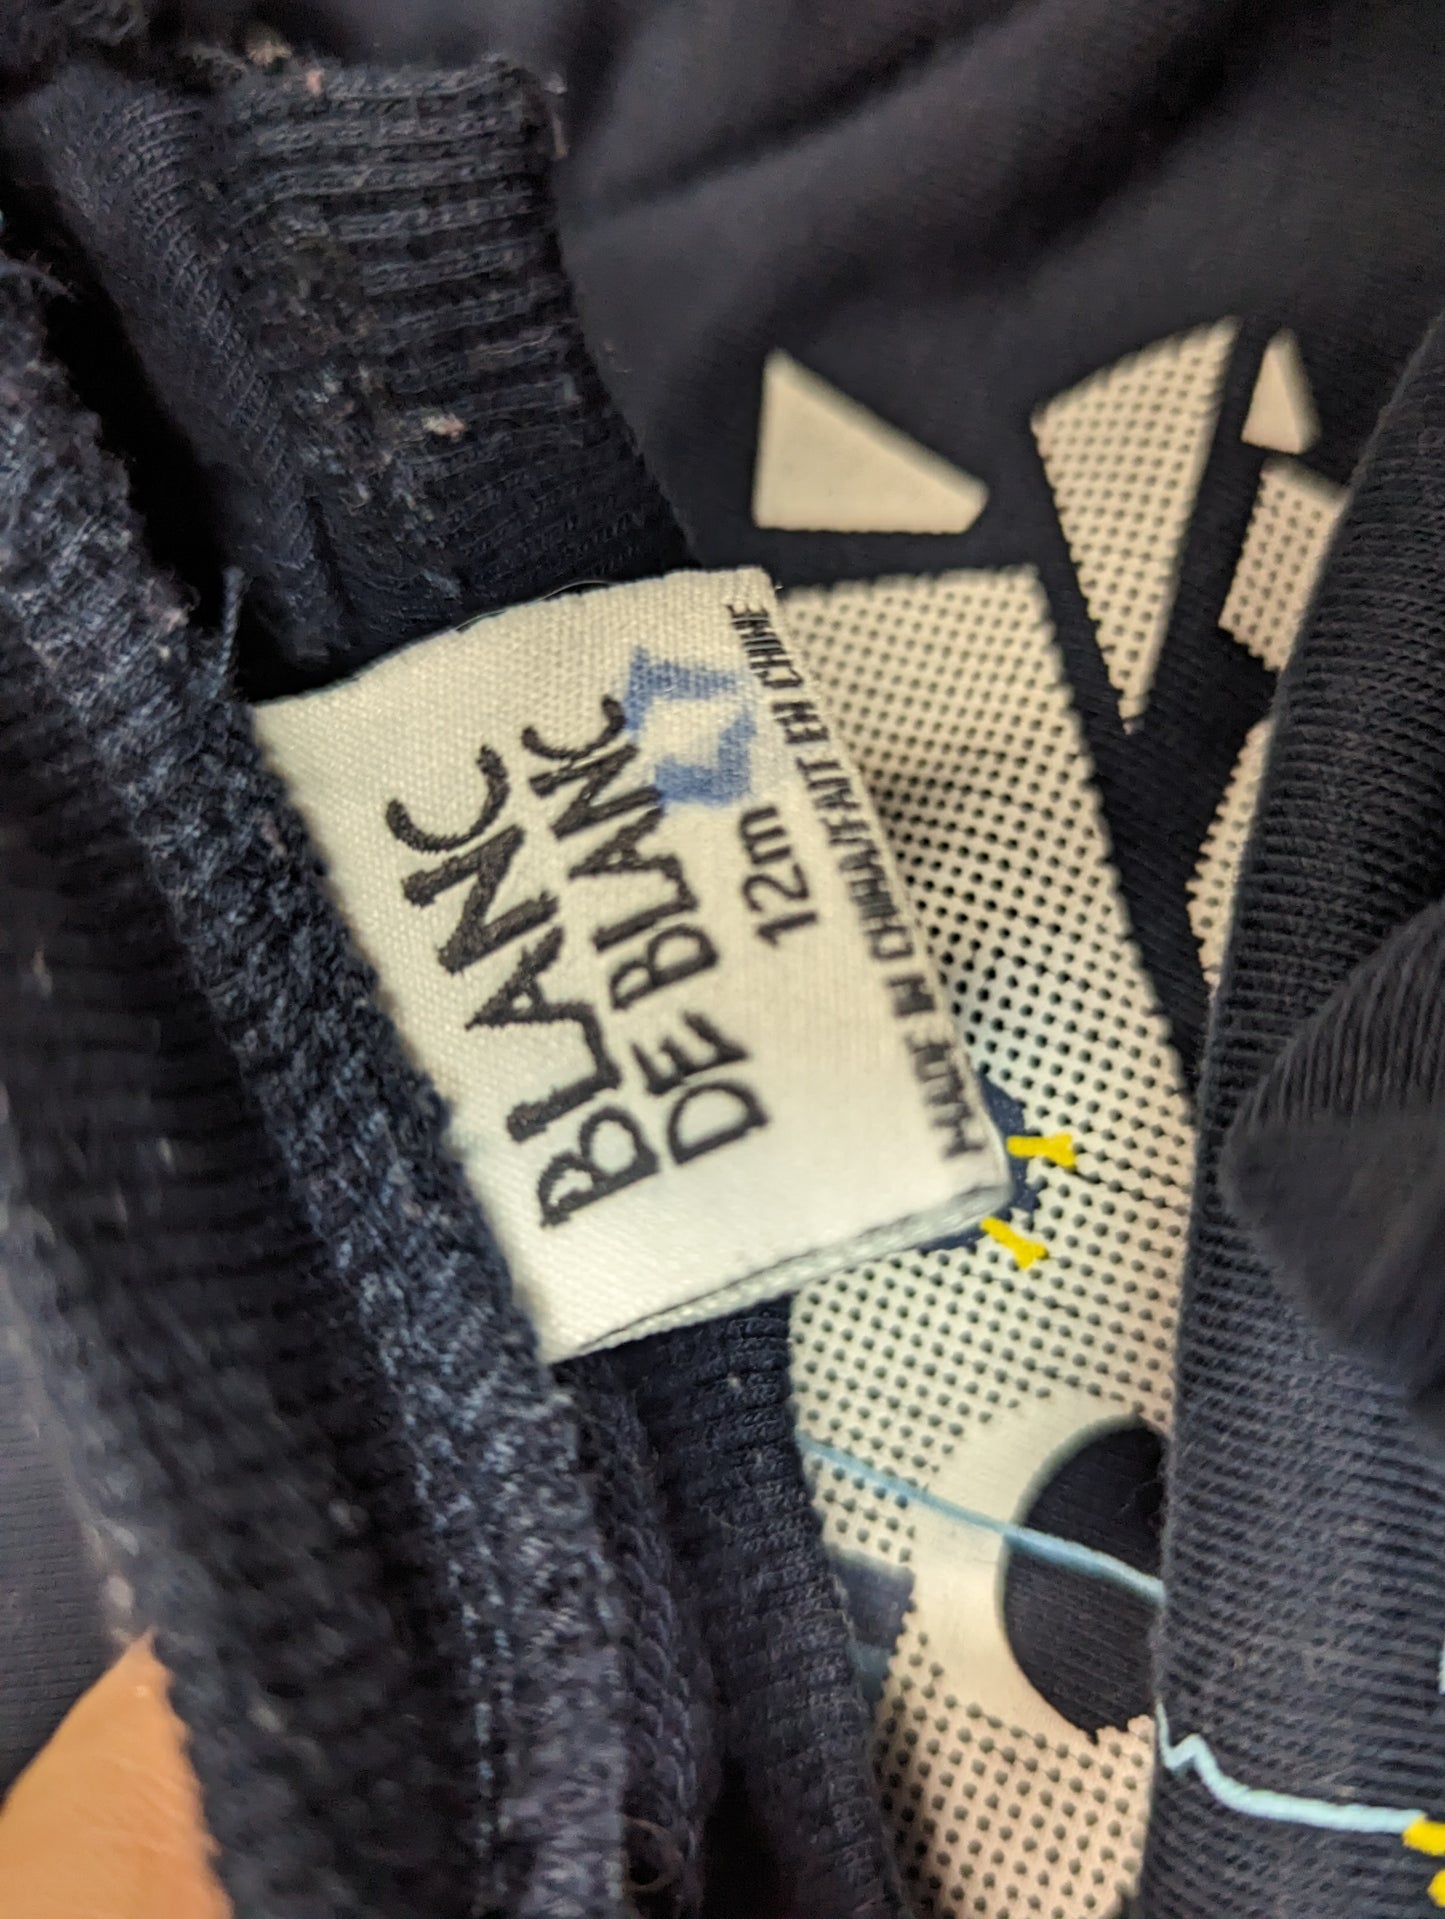 BLANC
DE BLANC
12m
MADE IN CHINA/FAIT EN CHINE